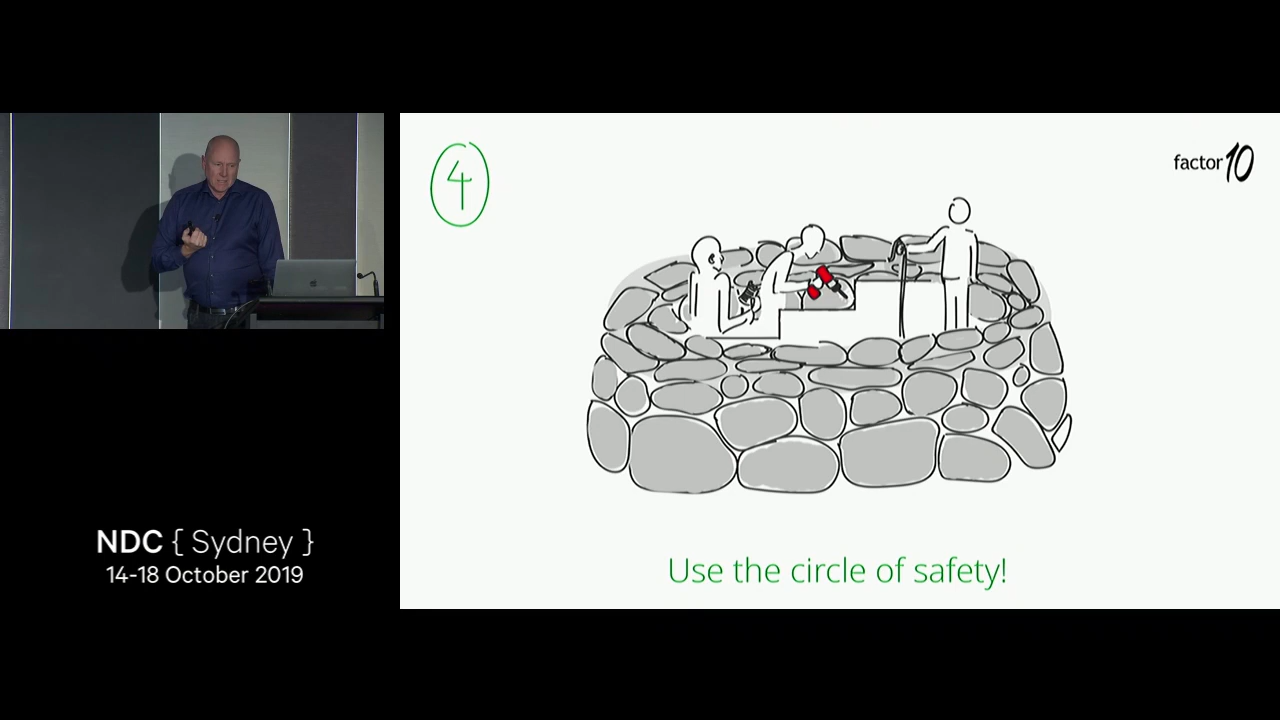 4
factor10
NDC { Sydney }
14-18 October 2019
Use the circle of safety!